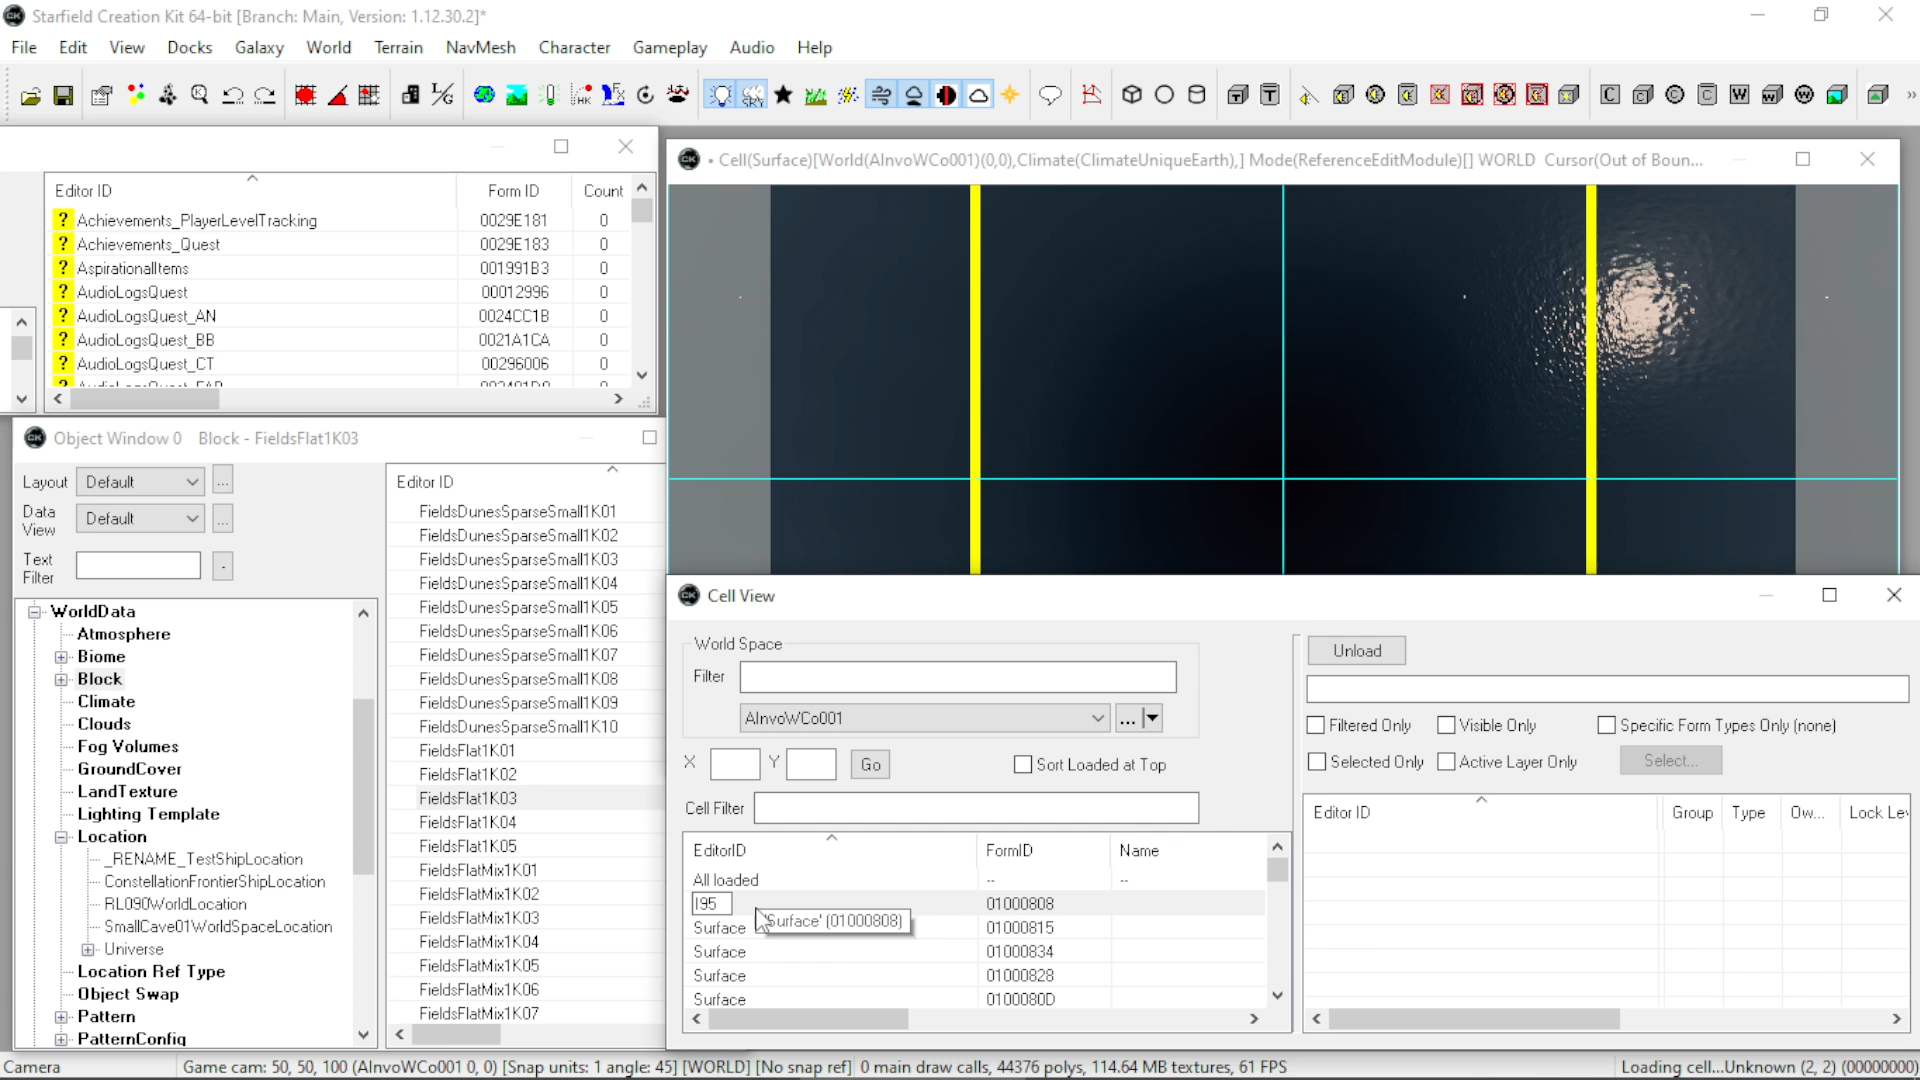 Starfield Creation Kit 64-bit [Branch: Main, Version: 1.12.30.2]*
File Edit View Docks Galaxy World Terrain NavMesh Character Gameplay Audio Help
Editor ID Form ID Count
Achievements_PlayerLevelTracking 0029E181 0
Achievements_Quest 0029E183 0
AspirationalItems 001991B3 0
AudioLogsQuest 00012996 0
AudioLogsQuest_AN 0024CC1B 0
AudioLogsQuest_BB 0021A1CA 0
AudioLogsQuest_CT 00296006 0
• Cell(Surface)[World(AInvoWCo001)(0,0),Climate(ClimateUniqueEarth),] Mode(ReferenceEditModule)[] WORLD Cursor(Out of Boun...
Object Window 0 Block - FieldsFlat1K03
Layout Default ...
Data View Default ...
Text Filter -
WorldData
Atmosphere
Biome
Block
Climate
Clouds
Fog Volumes
GroundCover
LandTexture
Lighting Template
Location
_RENAME_TestShipLocation
ConstellationFrontierShipLocation
RL090WorldLocation
SmallCave01WorldSpaceLocation
Universe
Location Ref Type
Object Swap
Pattern
PatternConfig
Editor ID
FieldsDunesSparseSmall1K01
FieldsDunesSparseSmall1K02
FieldsDunesSparseSmall1K03
FieldsDunesSparseSmall1K04
FieldsDunesSparseSmall1K05
FieldsDunesSparseSmall1K06
FieldsDunesSparseSmall1K07
FieldsDunesSparseSmall1K08
FieldsDunesSparseSmall1K09
FieldsDunesSparseSmall1K10
FieldsFlat1K01
FieldsFlat1K02
FieldsFlat1K03
FieldsFlat1K04
FieldsFlat1K05
FieldsFlatMix1K01
FieldsFlatMix1K02
FieldsFlatMix1K03
FieldsFlatMix1K04
FieldsFlatMix1K05
FieldsFlatMix1K06
FieldsFlatMix1K07
Cell View
World Space
Filter
AInvoWCo001 ...
X Y Go Sort Loaded at Top
Cell Filter
EditorID FormID Name
All loaded -- --
I95 01000808
'Surface' (01000808)
Surface 01000815
Surface 01000834
Surface 01000828
Surface 0100080D
Unload
Filtered Only Visible Only Specific Form Types Only (none)
Selected Only Active Layer Only Select...
Editor ID Group Type Ow... Lock Lev
Camera Game cam: 50, 50, 100 (AInvoWCo001 0, 0) [Snap units: 1 angle: 45] [WORLD] [No snap ref] 0 main draw calls, 44376 polys, 114.64 MB textures, 61 FPS Loading cell...Unknown (2, 2) (00000000)